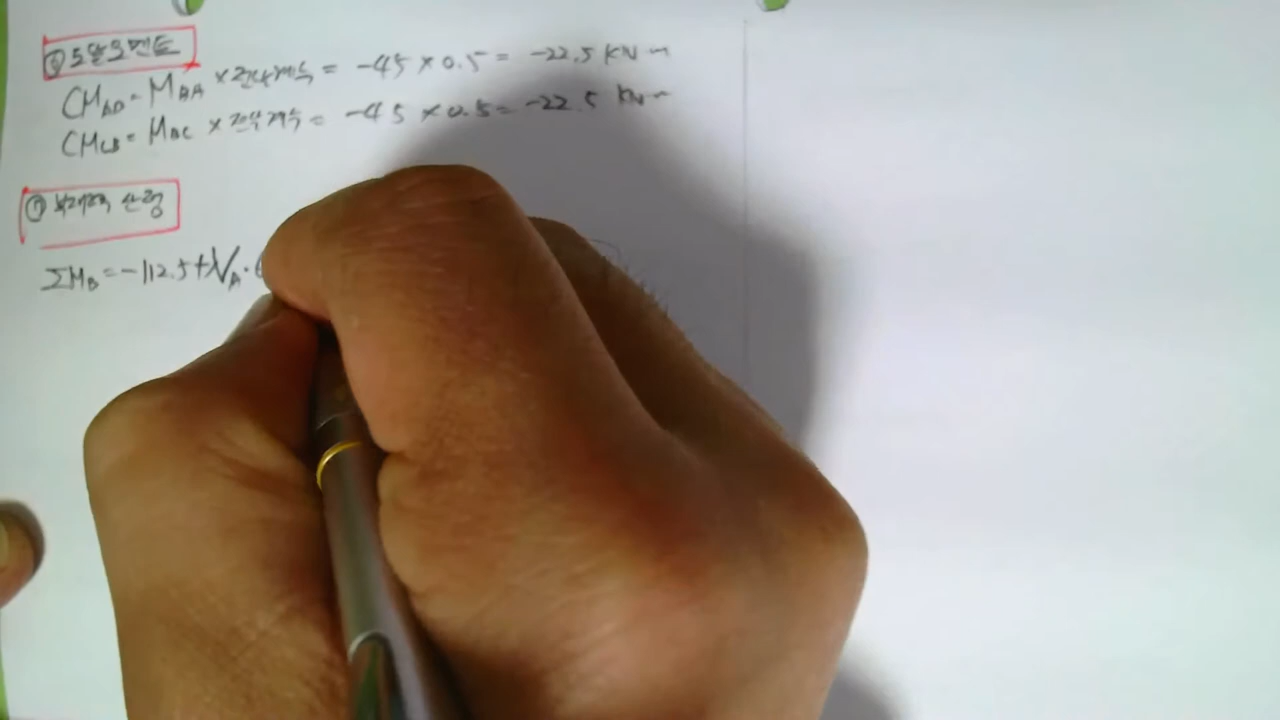 ⑥ 도달모멘트
CM_AB = M_BA × 전달계수 = -45 × 0.5 = -22.5 KN m
CM_CB = M_BC × 전달계수 = -45 × 0.5 = -22.5 KN m
⑦ 부재력 산정
ΣM_B = -112.5 + V_A ·